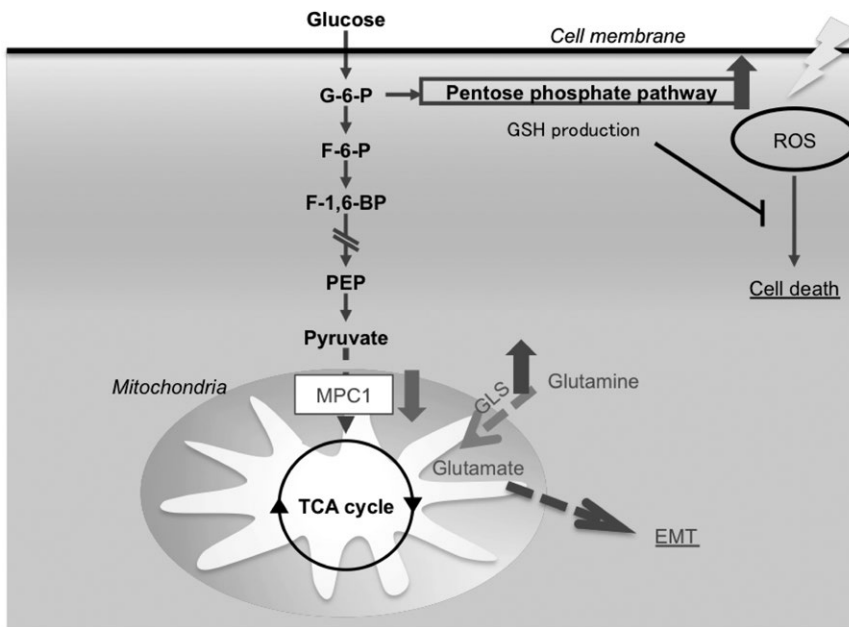 Glucose
Cell membrane
G-6-P
Pentose phosphate pathway
GSH production
ROS
F-6-P
F-1,6-BP
PEP
Cell death
Pyruvate
Mitochondria
MPC1
GLS
Glutamine
Glutamate
TCA cycle
EMT